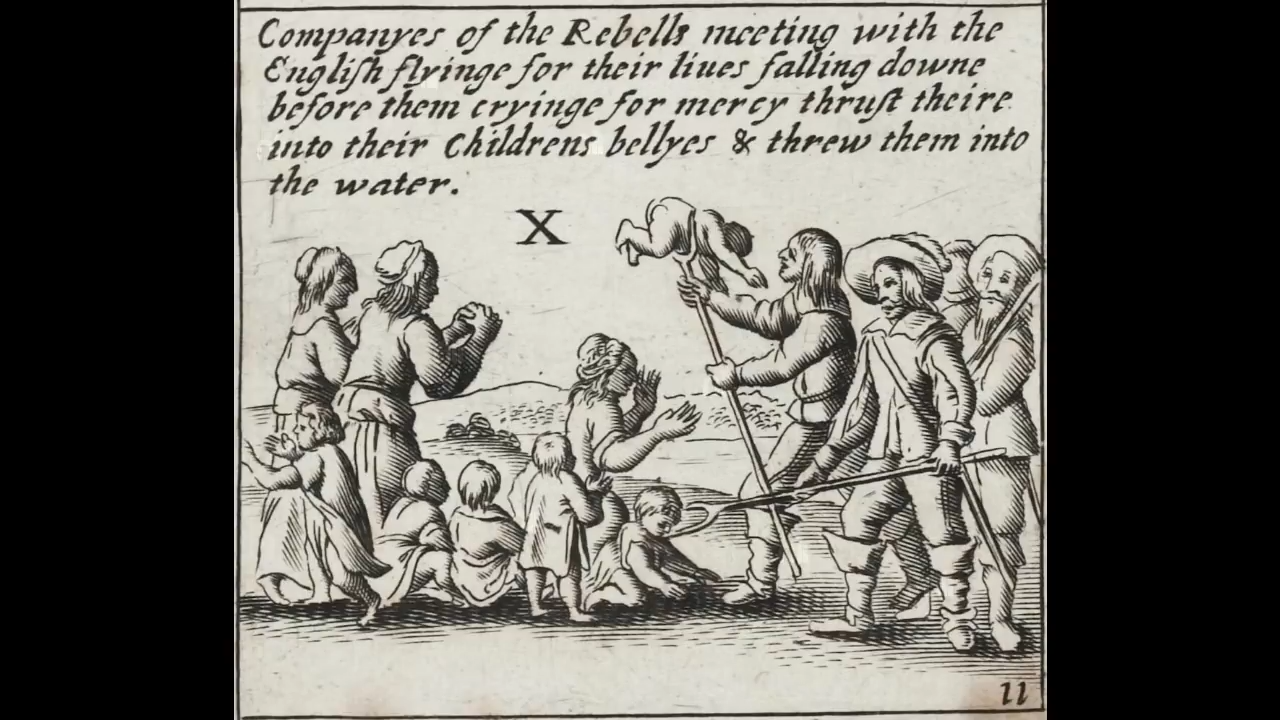 Companyes of the Rebells meeting with the
Engliſh flyinge for their liues falling downe
before them cryinge for mercy thruſt theire
into their Childrens bellyes & threw them into
the water.
X
11